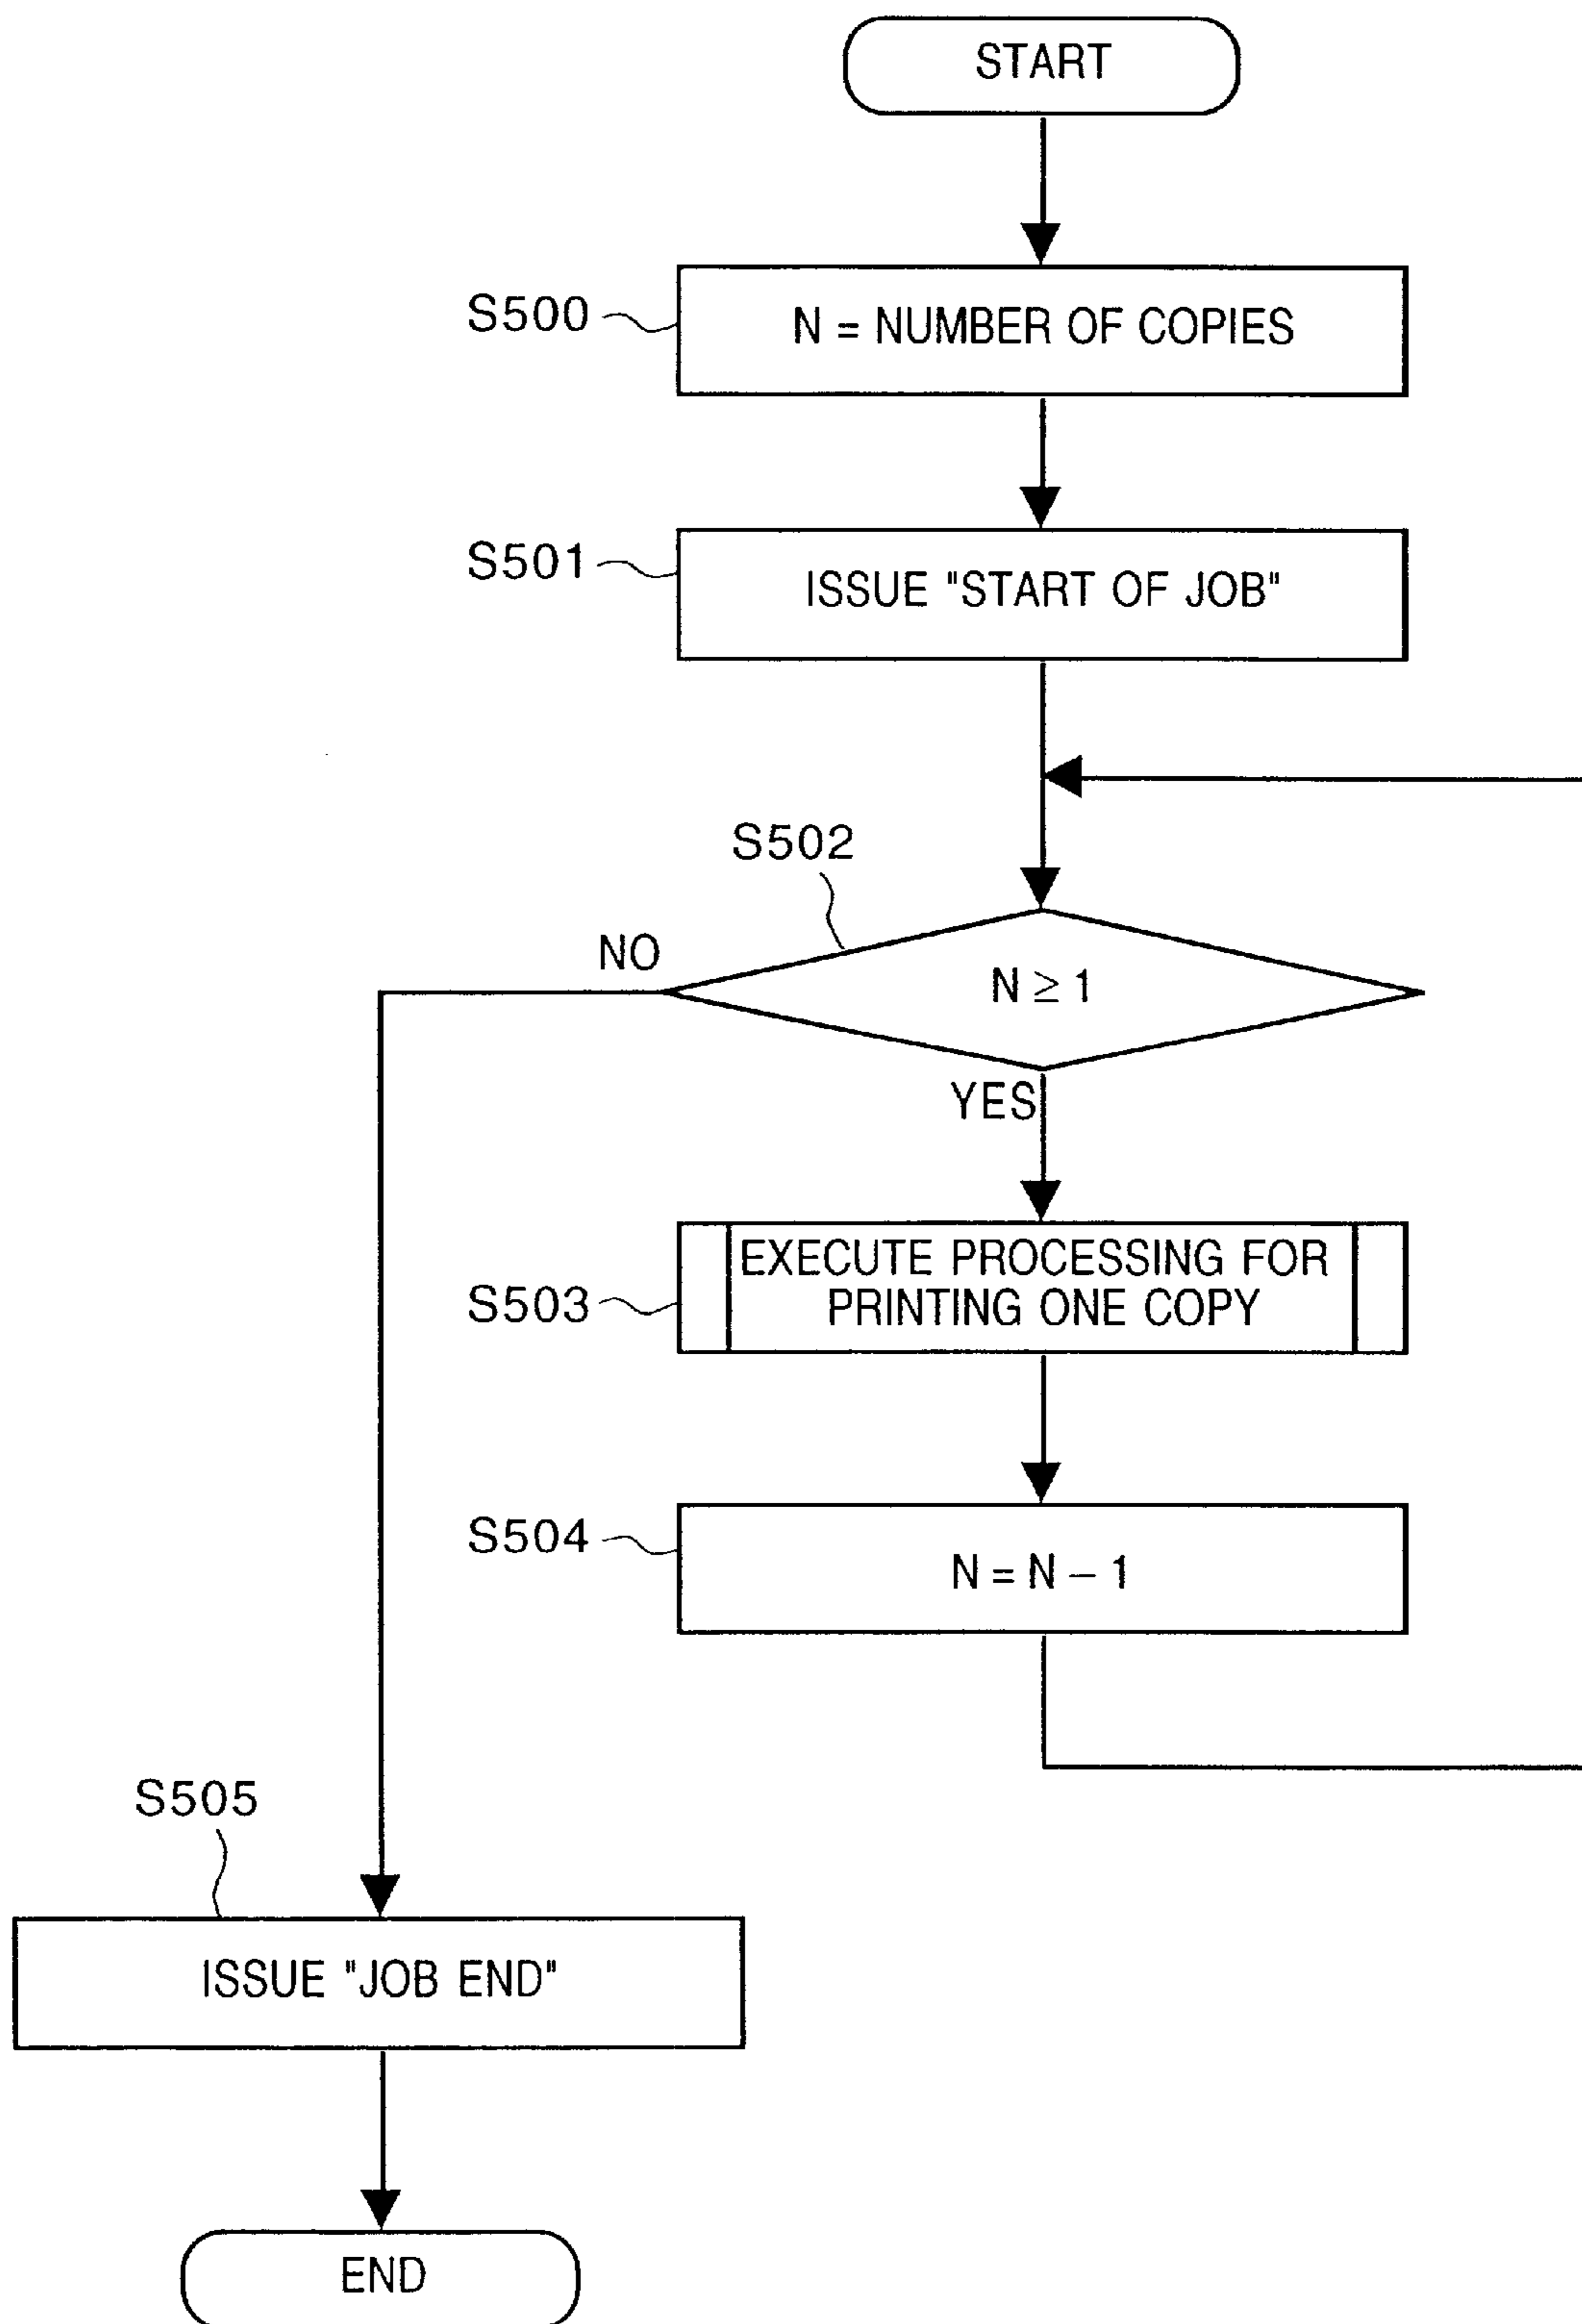 START
S500
N = NUMBER OF COPIES
S501
ISSUE "START OF JOB"
S502
NO
N ≥ 1
YES
S503
EXECUTE PROCESSING FOR
PRINTING ONE COPY
S504
N = N – 1
S505
ISSUE "JOB END"
END